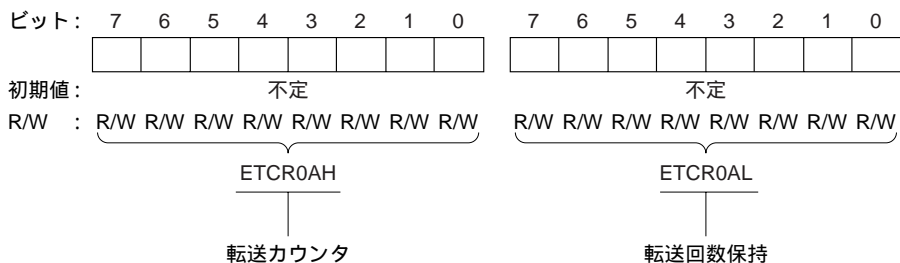 ビット: 7 6 5 4 3 2 1 0 7 6 5 4 3 2 1 0
初期値: 不定 不定
R/W : R/W R/W R/W R/W R/W R/W R/W R/W R/W R/W R/W R/W R/W R/W R/W R/W
ETCR0AH ETCR0AL
転送カウンタ 転送回数保持